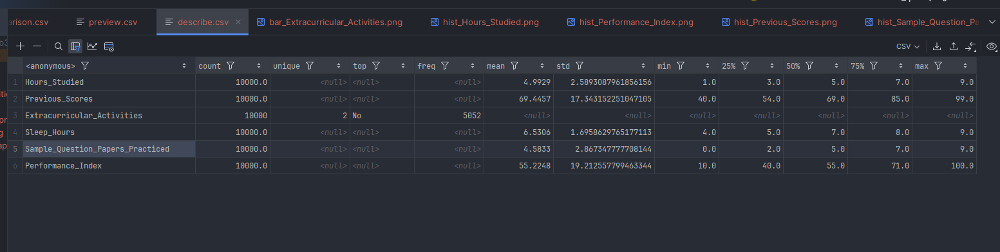 arison.csv preview.csv describe.csv bar_Extracurricular_Activities.png hist_Hours_Studied.png hist_Performance_Index.png hist_Previous_Scores.png hist_Sample_Question_Pa
CSV
<anonymous> count unique top freq mean std min 25% 50% 75% max
1 Hours_Studied 10000.0 <null> <null> <null> 4.9929 2.5893087961856156 1.0 3.0 5.0 7.0 9.0
2 Previous_Scores 10000.0 <null> <null> <null> 69.4457 17.343152251047105 40.0 54.0 69.0 85.0 99.0
3 Extracurricular_Activities 10000 2 No 5052 <null> <null> <null> <null> <null> <null> <null>
4 Sleep_Hours 10000.0 <null> <null> <null> 6.5306 1.6958629765177113 4.0 5.0 7.0 8.0 9.0
5 Sample_Question_Papers_Practiced 10000.0 <null> <null> <null> 4.5833 2.867347777708144 0.0 2.0 5.0 7.0 9.0
6 Performance_Index 10000.0 <null> <null> <null> 55.2248 19.212557799463344 10.0 40.0 55.0 71.0 100.0